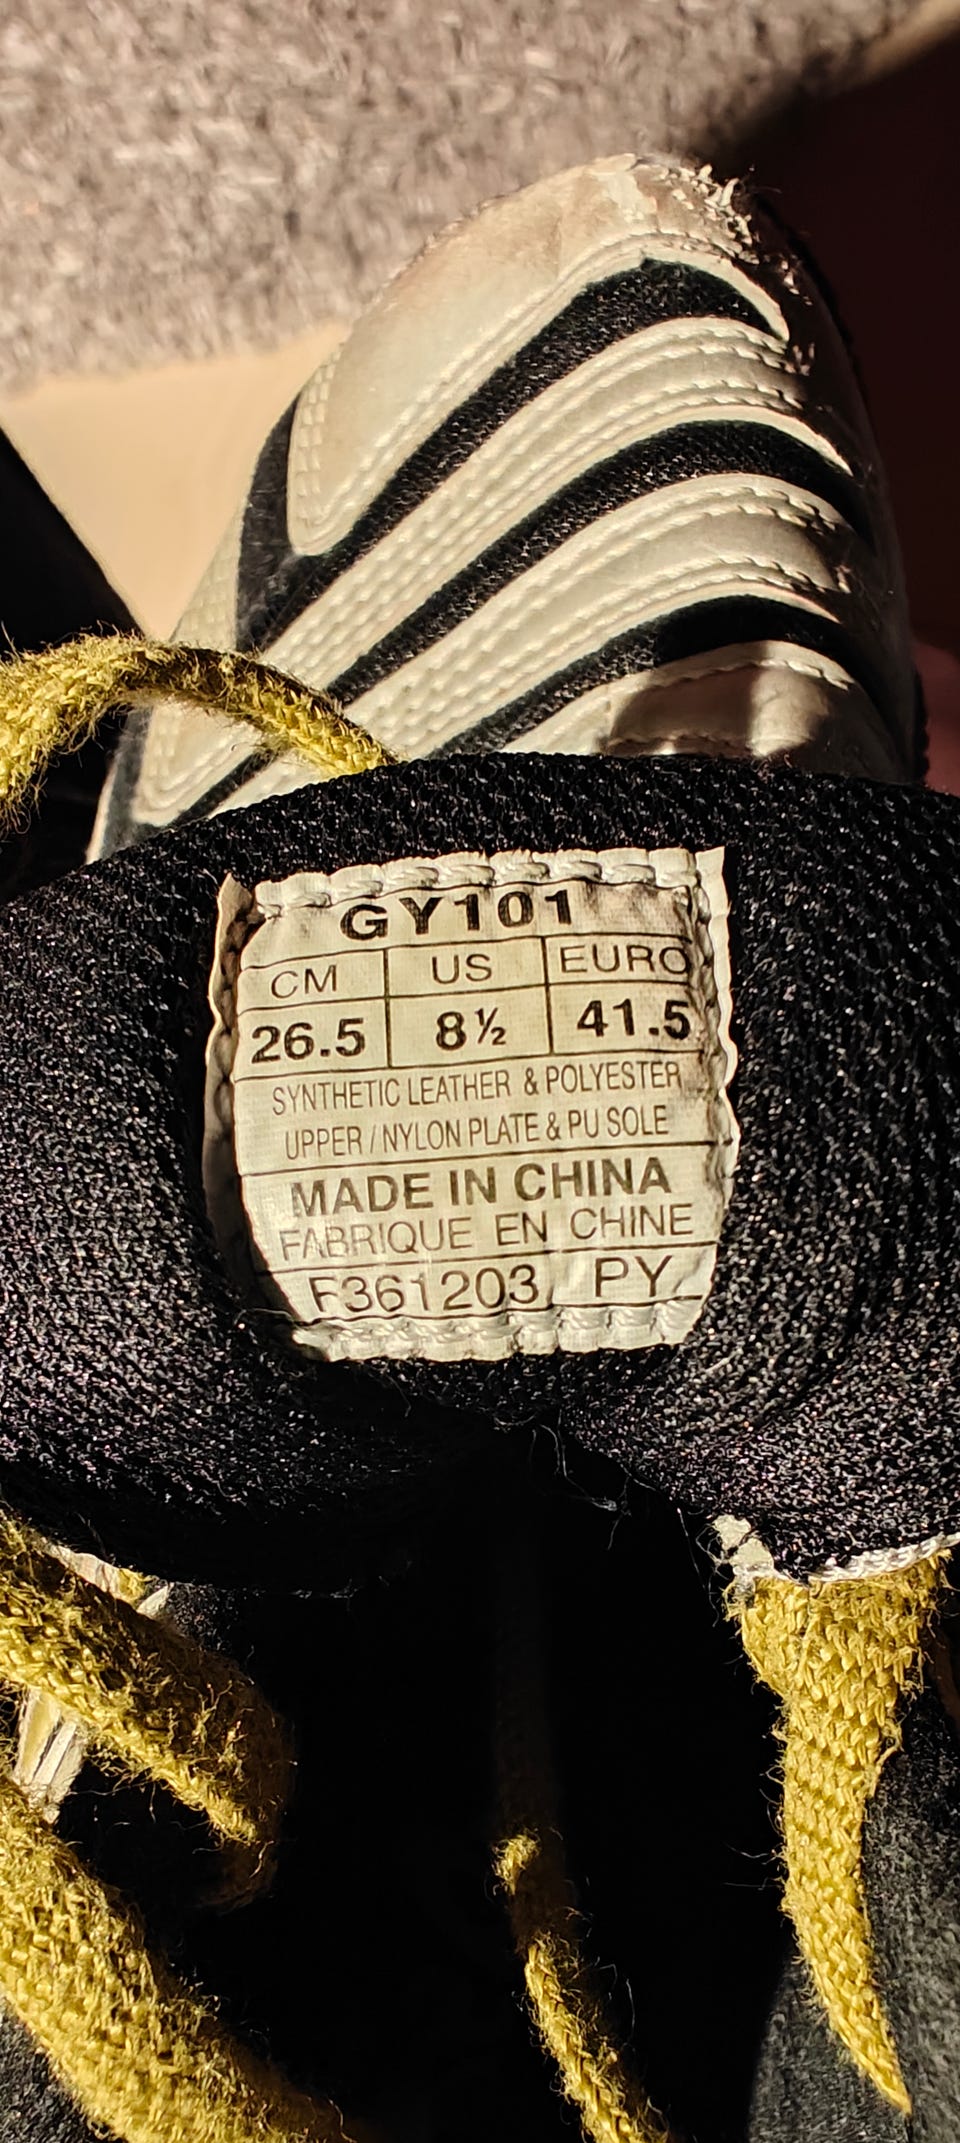 GY101
CM US EURO
26.5 8½ 41.5
SYNTHETIC LEATHER & POLYESTER
UPPER / NYLON PLATE & PU SOLE
MADE IN CHINA
FABRIQUE EN CHINE
F361203 PY